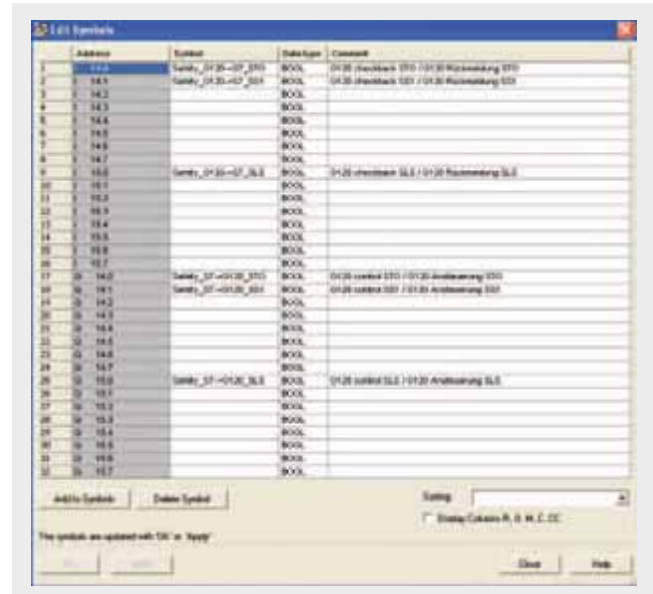 Edit Symbols
Address Symbol Data type Comment
1 I 14.0 Safety_G120->S7_STO BOOL G120 checkback STO / G120 Rückmeldung STO
2 I 14.1 Safety_G120->S7_SS1 BOOL G120 checkback SS1 / G120 Rückmeldung SS1
3 I 14.2 BOOL
4 I 14.3 BOOL
5 I 14.4 BOOL
6 I 14.5 BOOL
7 I 14.6 BOOL
8 I 14.7 BOOL
9 I 15.0 Safety_G120->S7_SLS BOOL G120 checkback SLS / G120 Rückmeldung SLS
10 I 15.1 BOOL
11 I 15.2 BOOL
12 I 15.3 BOOL
13 I 15.4 BOOL
14 I 15.5 BOOL
15 I 15.6 BOOL
16 I 15.7 BOOL
17 Q 14.0 Safety_S7->G120_STO BOOL G120 control STO / G120 Ansteuerung STO
18 Q 14.1 Safety_S7->G120_SS1 BOOL G120 control SS1 / G120 Ansteuerung SS1
19 Q 14.2 BOOL
20 Q 14.3 BOOL
21 Q 14.4 BOOL
22 Q 14.5 BOOL
23 Q 14.6 BOOL
24 Q 14.7 BOOL
25 Q 15.0 Safety_S7->G120_SLS BOOL G120 control SLS / G120 Ansteuerung SLS
26 Q 15.1 BOOL
27 Q 15.2 BOOL
28 Q 15.3 BOOL
29 Q 15.4 BOOL
30 Q 15.5 BOOL
31 Q 15.6 BOOL
32 Q 15.7 BOOL
Add to Symbols Delete Symbol Sorting:
Display Columns R, O, M, C, CC
The symbols are updated with 'OK' or 'Apply'
Close Help